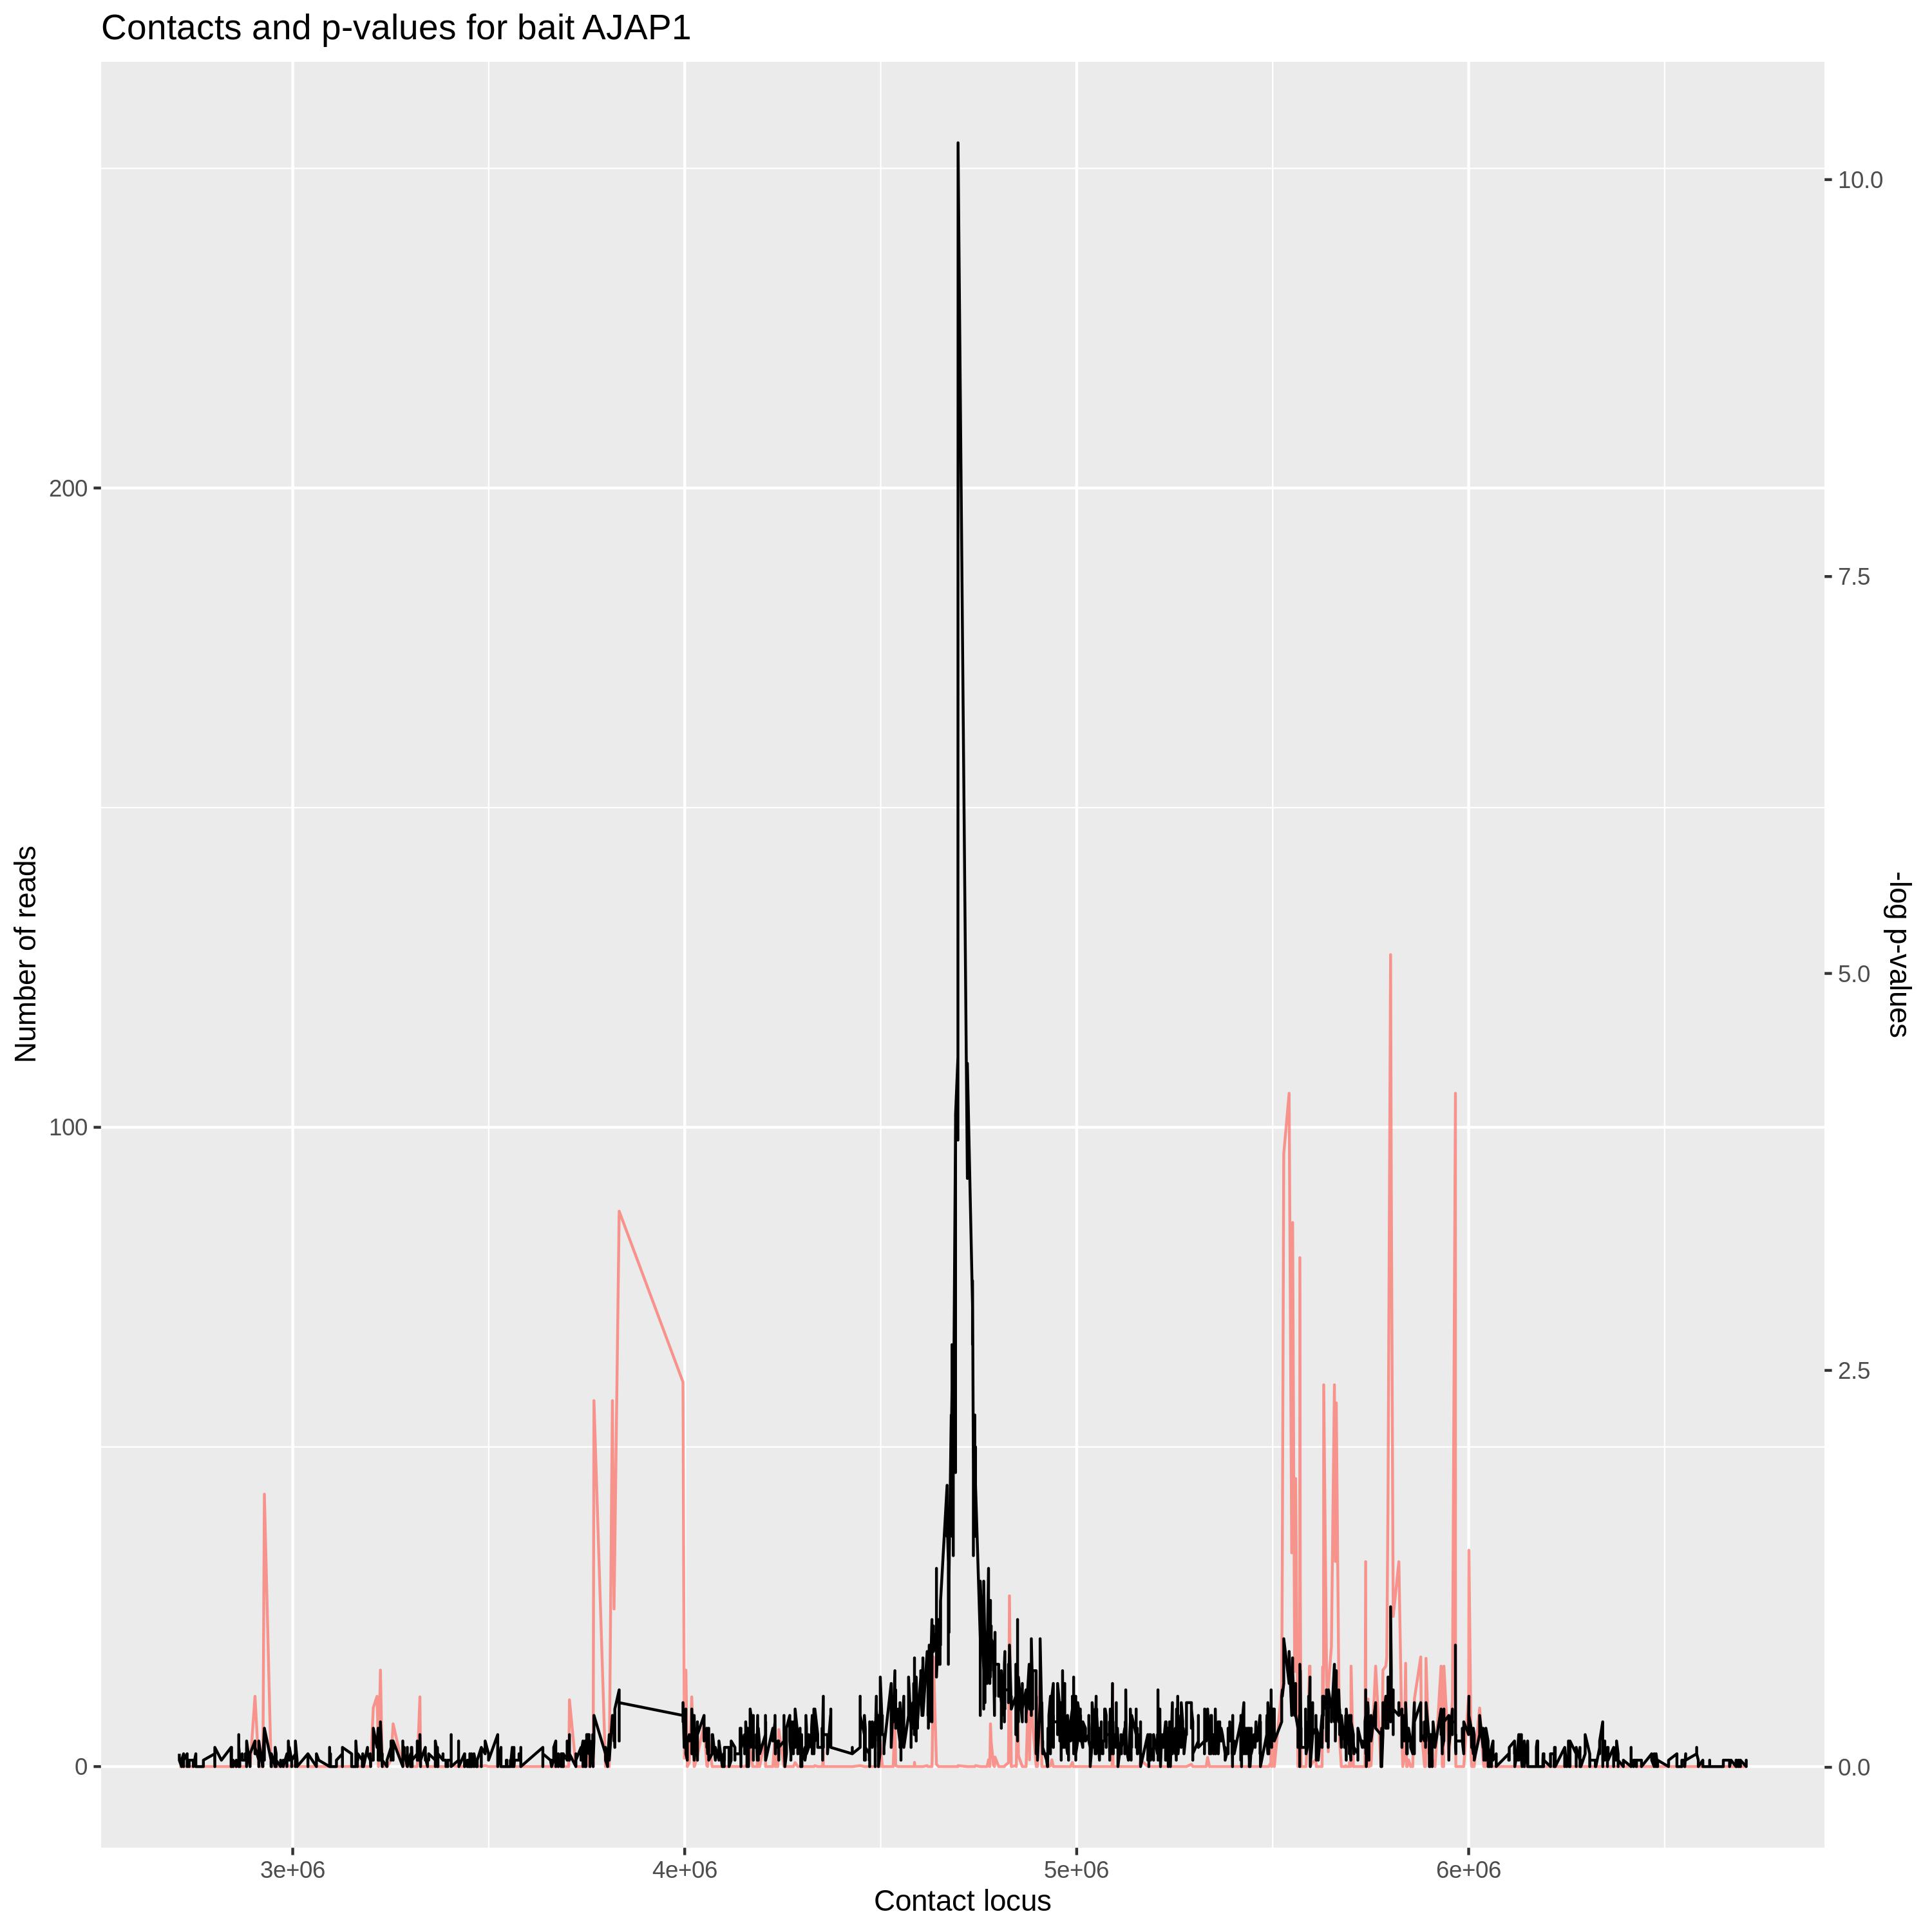 Contacts and p-values for bait AJAP1
Number of reads
200
100
0
10.0
7.5
5.0
2.5
0.0
-log p-values
3e+06
4e+06
5e+06
6e+06
Contact locus